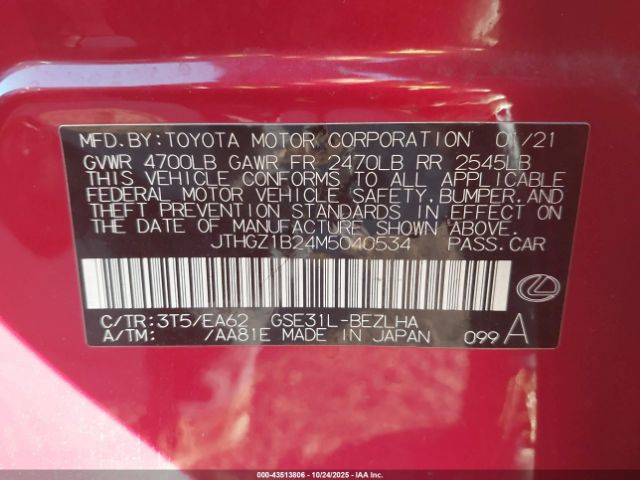 MFD.BY:TOYOTA MOTOR CORPORATION 01/21
GVWR 4700LB GAWR FR 2470LB RR 2545LB
THIS VEHICLE CONFORMS TO ALL APPLICABLE
FEDERAL MOTOR VEHICLE SAFETY,BUMPER,AND
THEFT PREVENTION STANDARDS IN EFFECT ON
THE DATE OF MANUFACTURE SHOWN ABOVE.
JTHGZ1B24M5040534 PASS.CAR
C/TR:3T5/EA62 GSE31L-BEZLHA
A/TM: /AA81E MADE IN JAPAN 099 A
000-43513806 - 10/24/2025 - IAAI.COM